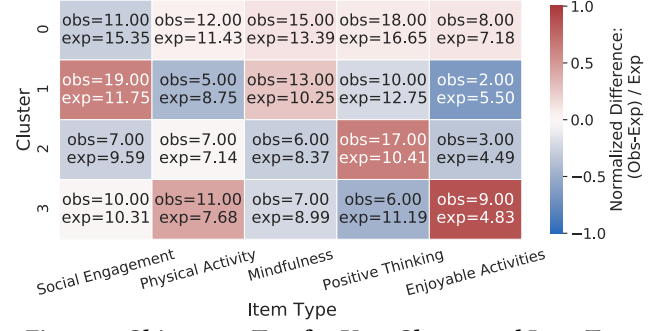 obs=11.00 obs=12.00 obs=15.00 obs=18.00 obs=8.00
exp=15.35 exp=11.43 exp=13.39 exp=16.65 exp=7.18
0
obs=19.00 obs=5.00 obs=13.00 obs=10.00 obs=2.00
exp=11.75 exp=8.75 exp=10.25 exp=12.75 exp=5.50
1
obs=7.00 obs=7.00 obs=6.00 obs=17.00 obs=3.00
exp=9.59 exp=7.14 exp=8.37 exp=10.41 exp=4.49
2
obs=10.00 obs=11.00 obs=7.00 obs=6.00 obs=9.00
exp=10.31 exp=7.68 exp=8.99 exp=11.19 exp=4.83
3
Cluster
Social Engagement
Physical Activity
Mindfulness
Positive Thinking
Enjoyable Activities
Item Type
1.0
0.5
0.0
−0.5
−1.0
Normalized Difference:
(Obs-Exp) / Exp